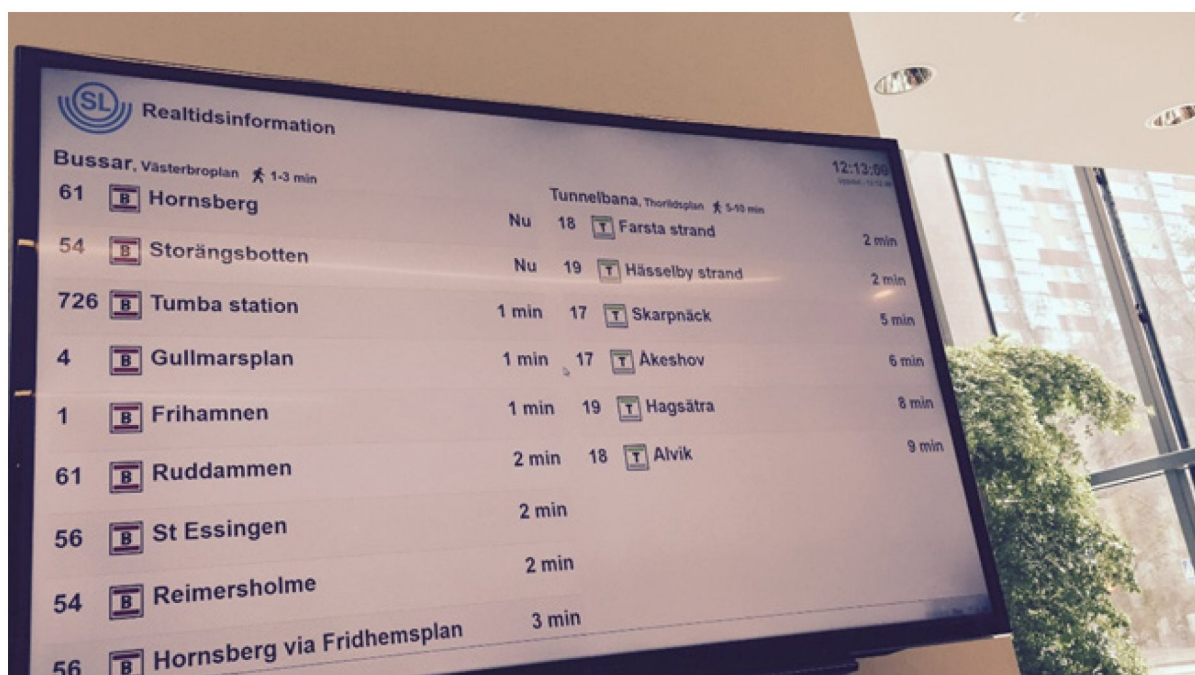 SL Realtidsinformation
12:13:00
Bussar, Västerbroplan 1-3 min
61 B Hornsberg Nu
54 B Storängsbotten Nu
726 B Tumba station 1 min
4 B Gullmarsplan 1 min
1 B Frihamnen 1 min
61 B Ruddammen 2 min
56 B St Essingen 2 min
54 B Reimersholme 2 min
56 B Hornsberg via Fridhemsplan 3 min
Tunnelbana, Thorildsplan 5-10 min
18 T Farsta strand 2 min
19 T Hässelby strand 2 min
17 T Skarpnäck 5 min
17 T Åkeshov 6 min
19 T Hagsätra 8 min
18 T Alvik 9 min